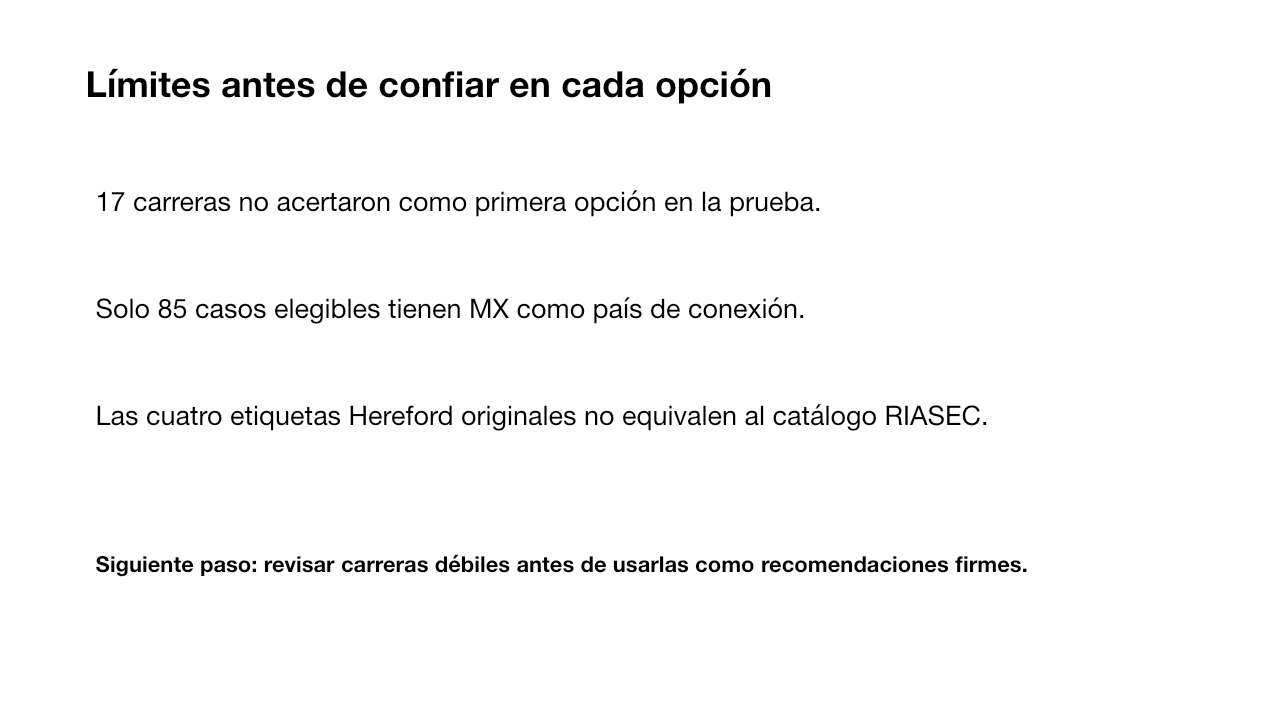 Límites antes de confiar en cada opción
17 carreras no acertaron como primera opción en la prueba.
Solo 85 casos elegibles tienen MX como país de conexión.
Las cuatro etiquetas Hereford originales no equivalen al catálogo RIASEC.
Siguiente paso: revisar carreras débiles antes de usarlas como recomendaciones firmes.